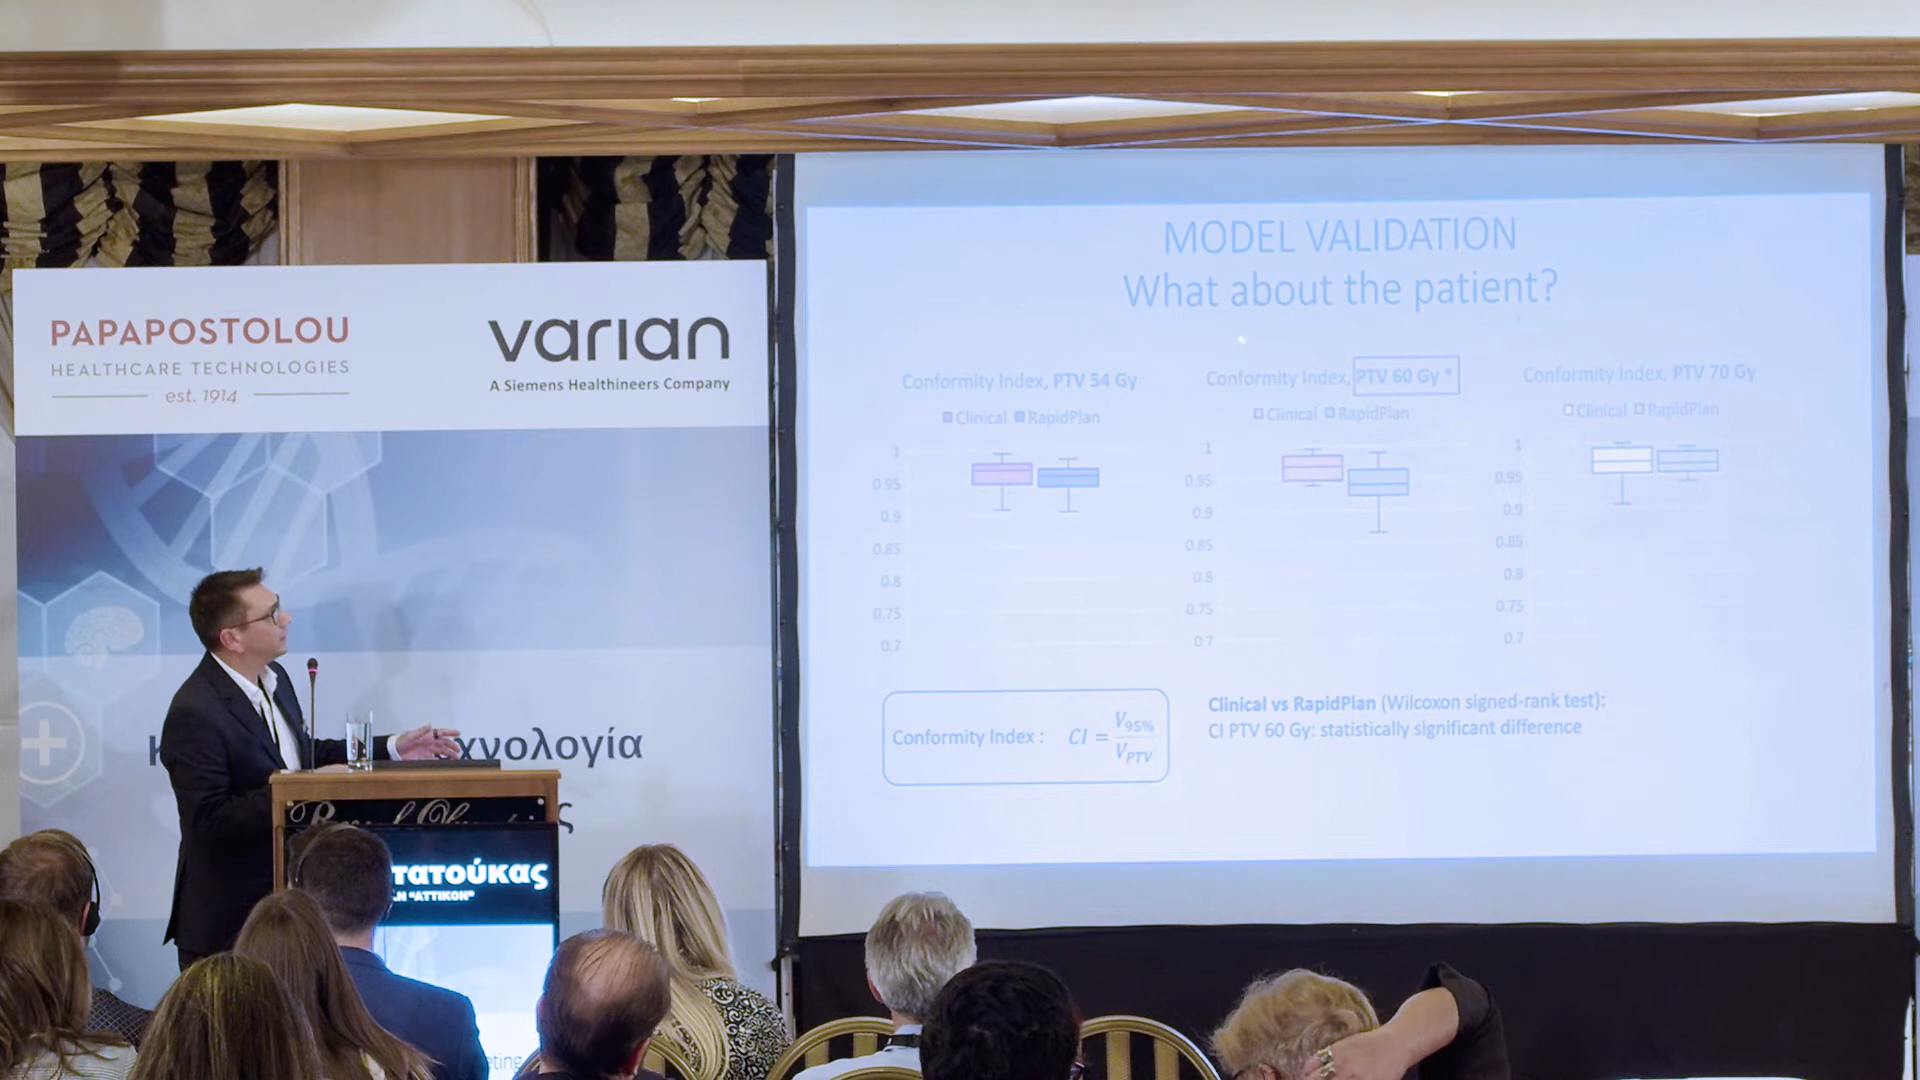 PAPAPOSTOLOU
HEALTHCARE TECHNOLOGIES
est. 1914
varian
A Siemens Healthineers Company
χνολογία
ς
τατούκας
"ΑΤΤΙΚΟΝ"
eting
MODEL VALIDATION
What about the patient?
Conformity Index, PTV 54 Gy
Clinical RapidPlan
1
0.95
0.9
0.85
0.8
0.75
0.7
Conformity Index, PTV 60 Gy *
Clinical RapidPlan
1
0.95
0.9
0.85
0.8
0.75
0.7
Conformity Index, PTV 70 Gy
Clinical RapidPlan
1
0.95
0.9
0.85
0.8
0.75
0.7
Conformity Index : CI = V95% / VPTV
Clinical vs RapidPlan (Wilcoxon signed-rank test):
CI PTV 60 Gy: statistically significant difference